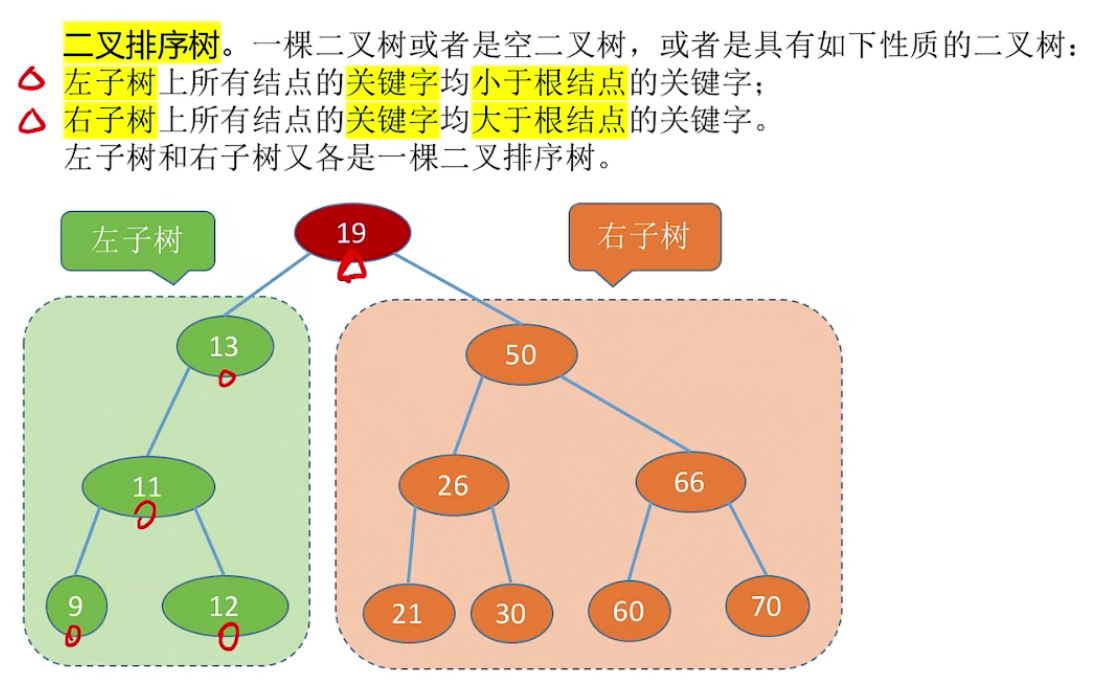 二叉排序树。一棵二叉树或者是空二叉树，或者是具有如下性质的二叉树：
左子树上所有结点的关键字均小于根结点的关键字；
右子树上所有结点的关键字均大于根结点的关键字。
左子树和右子树又各是一棵二叉排序树。
左子树
19
右子树
13
50
11
26
66
9
12
21
30
60
70